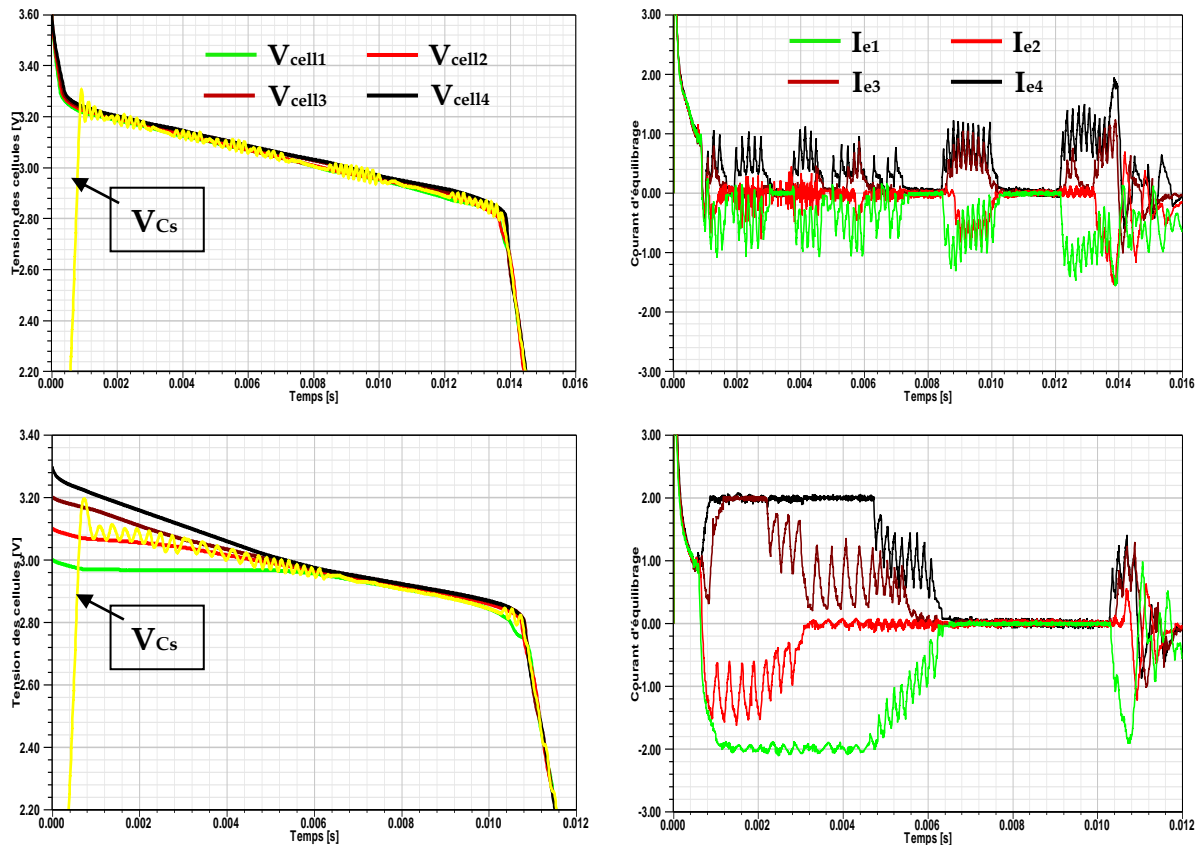 Tension des cellules [V]
3.60
3.40
3.20
3.00
2.80
2.60
2.40
2.20
Vcell1 Vcell2
Vcell3 Vcell4
VCs
0.000 0.002 0.004 0.006 0.008 0.010 0.012 0.014 0.016
Temps [s]
Courant d'équilibrage
3.00
2.00
1.00
0.00
-1.00
-2.00
-3.00
Ie1 Ie2
Ie3 Ie4
0.000 0.002 0.004 0.006 0.008 0.010 0.012 0.014 0.016
Temps [s]
Tension des cellules [V]
3.40
3.20
3.00
2.80
2.60
2.40
2.20
VCs
0.000 0.002 0.004 0.006 0.008 0.010 0.012
Temps [s]
Courant d'équilibrage
3.00
2.00
1.00
0.00
-1.00
-2.00
-3.00
0.000 0.002 0.004 0.006 0.008 0.010 0.012
Temps [s]